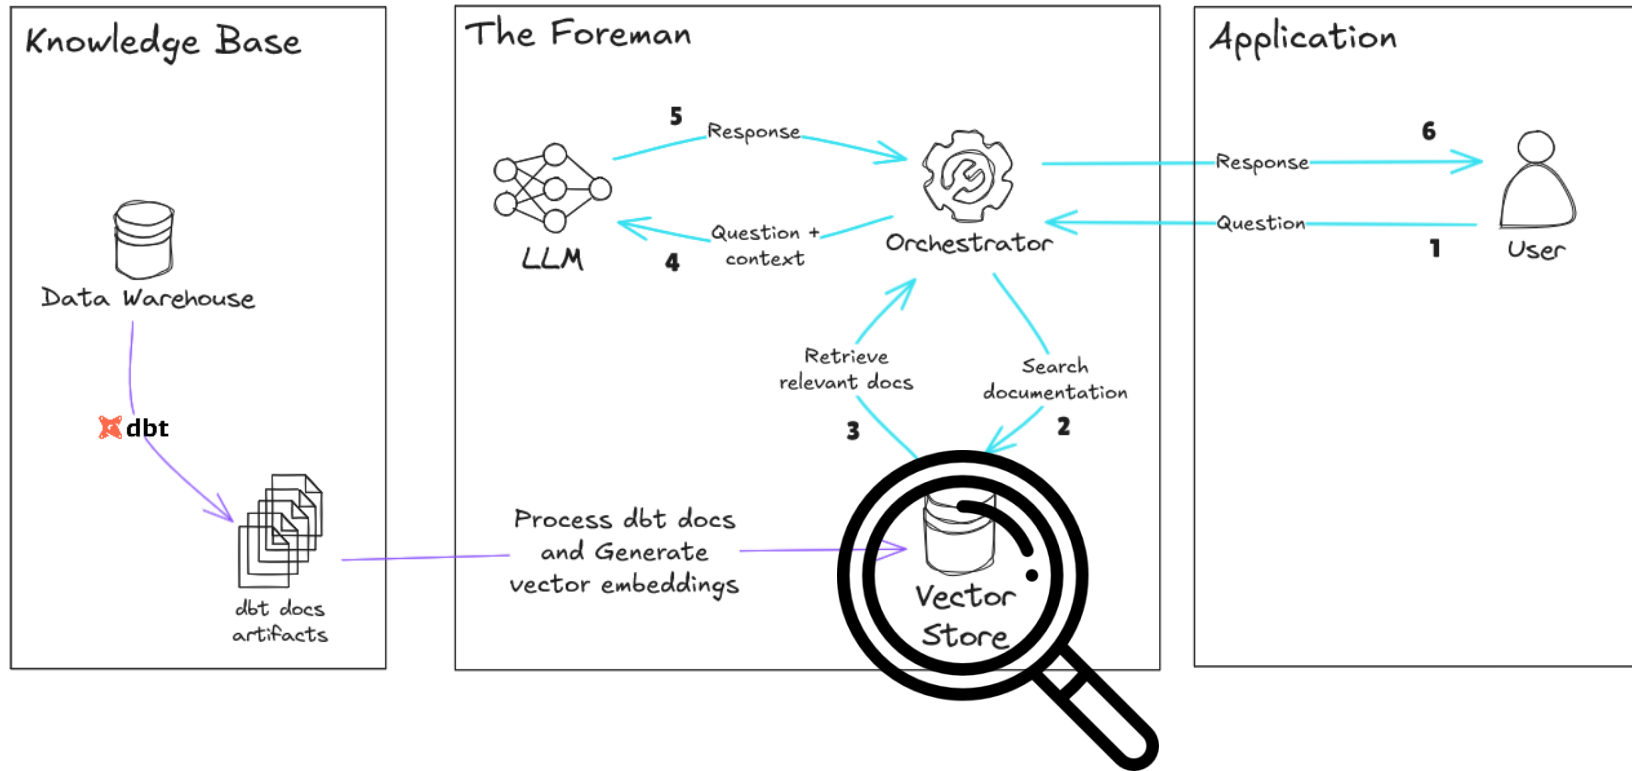 Knowledge Base
Data Warehouse
dbt
dbt docs
artifacts
The Foreman
5
Response
LLM
Question +
context
4
Orchestrator
Retrieve
relevant docs
3
Search
documentation
2
Process dbt docs
and Generate
vector embeddings
Vector
Store
Application
6
Response
Question
1
User